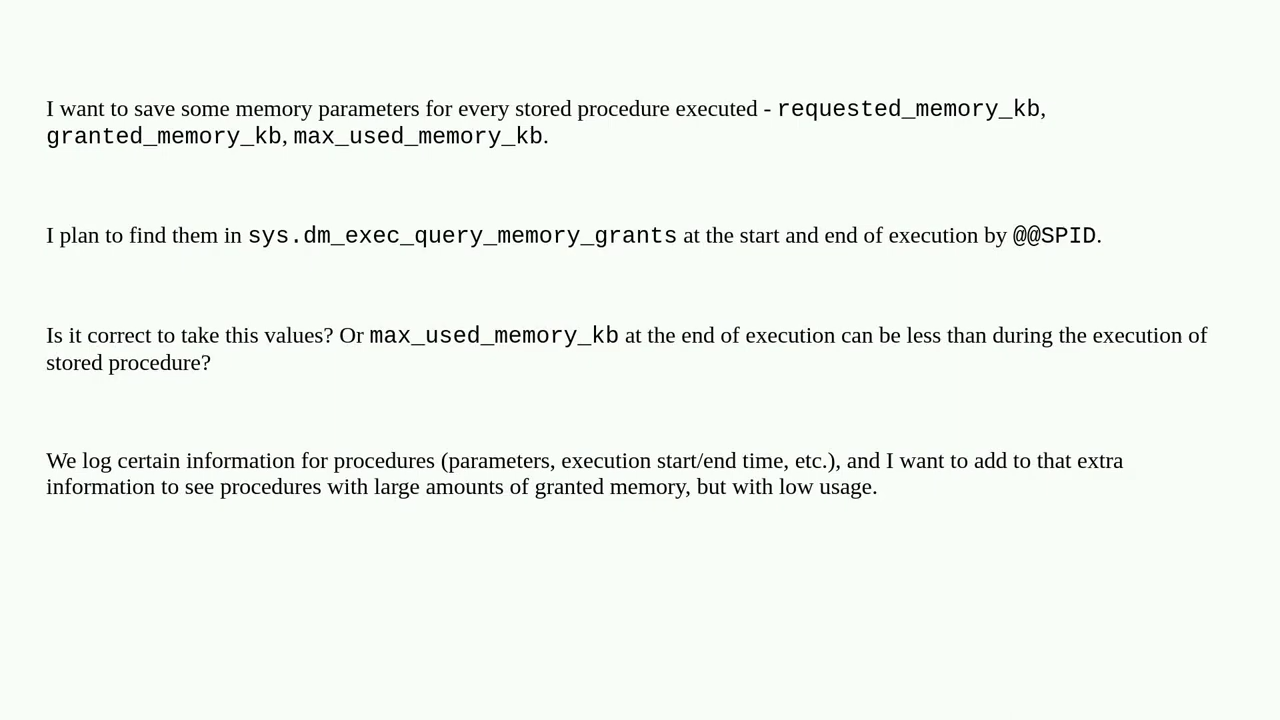 I want to save some memory parameters for every stored procedure executed - requested_memory_kb,
granted_memory_kb, max_used_memory_kb.
I plan to find them in sys.dm_exec_query_memory_grants at the start and end of execution by @@SPID.
Is it correct to take this values? Or max_used_memory_kb at the end of execution can be less than during the execution of
stored procedure?
We log certain information for procedures (parameters, execution start/end time, etc.), and I want to add to that extra
information to see procedures with large amounts of granted memory, but with low usage.